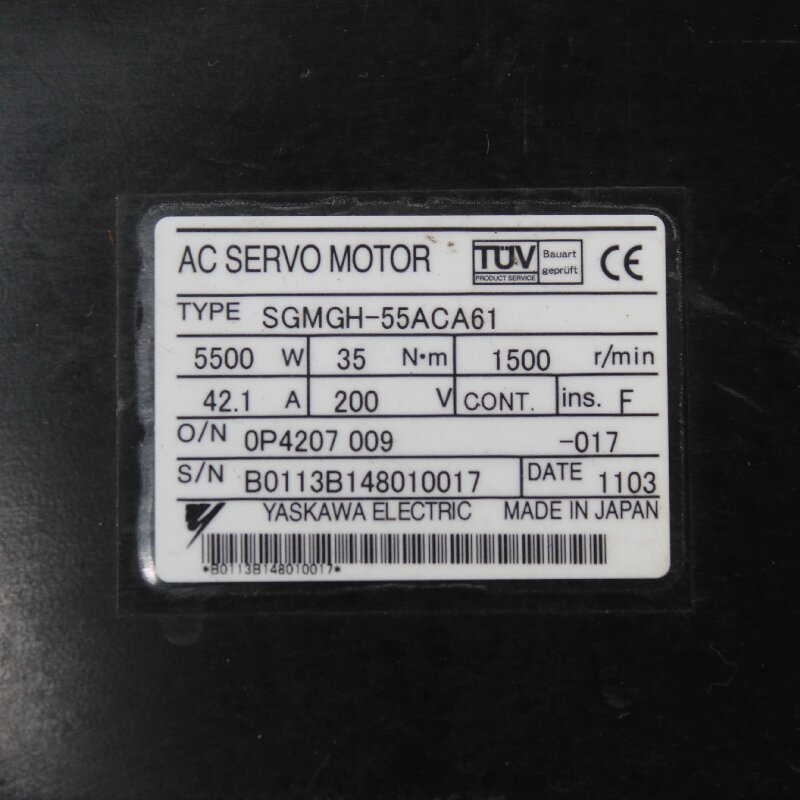 AC SERVO MOTOR TÜV PRODUCT SERVICE Bauart geprüft CE
TYPE SGMGH-55ACA61
5500 W 35 N·m 1500 r/min
42.1 A 200 V CONT. ins. F
O/N 0P4207 009 -017
S/N B0113B148010017 DATE 1103
YASKAWA ELECTRIC MADE IN JAPAN
*B0113B148010017*